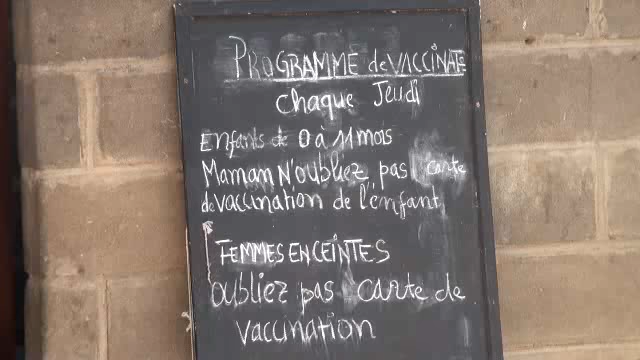 PROGRAMME de VACCINATE
chaque Jeudi
Enfants de 0 à 11 mois
Maman N'oubliez pas carte
de vaccination de l'enfant
FEMMES ENCEINTES
oubliez pas carte de
vaccination